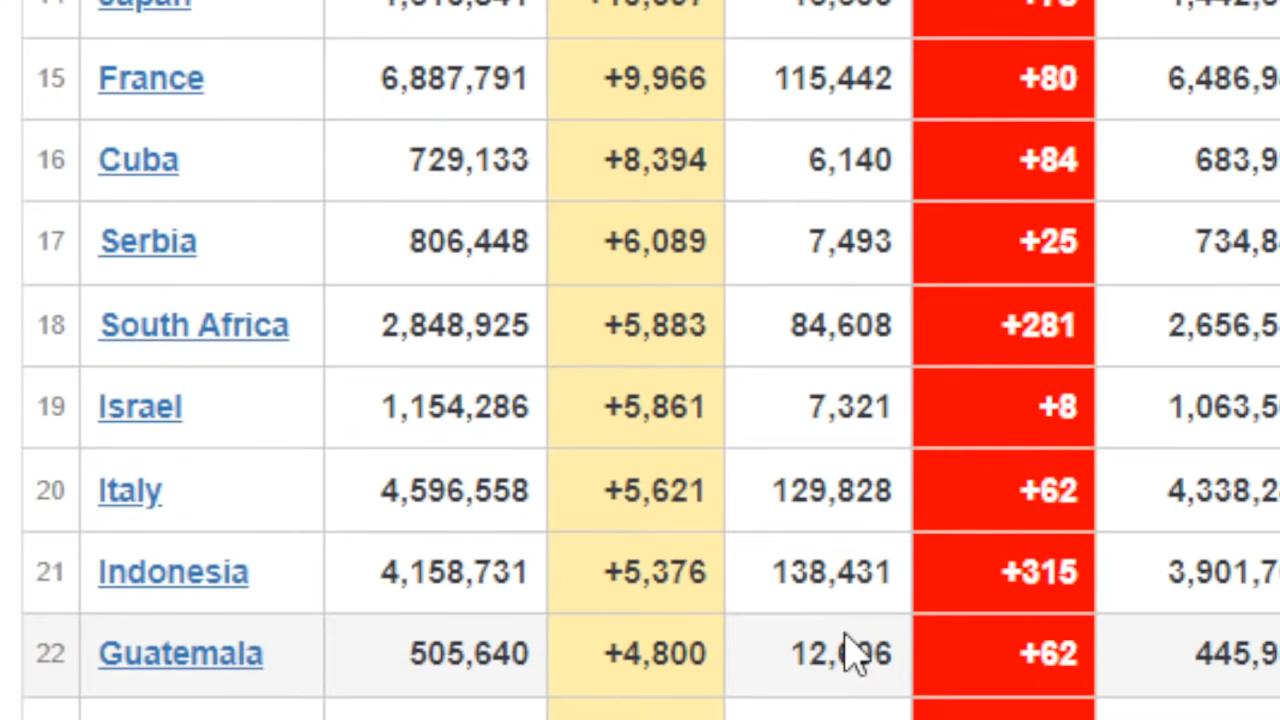 Japan
15 France 6,887,791 +9,966 115,442 +80
16 Cuba 729,133 +8,394 6,140 +84
17 Serbia 806,448 +6,089 7,493 +25
18 South Africa 2,848,925 +5,883 84,608 +281
19 Israel 1,154,286 +5,861 7,321 +8
20 Italy 4,596,558 +5,621 129,828 +62
21 Indonesia 4,158,731 +5,376 138,431 +315
22 Guatemala 505,640 +4,800 +62